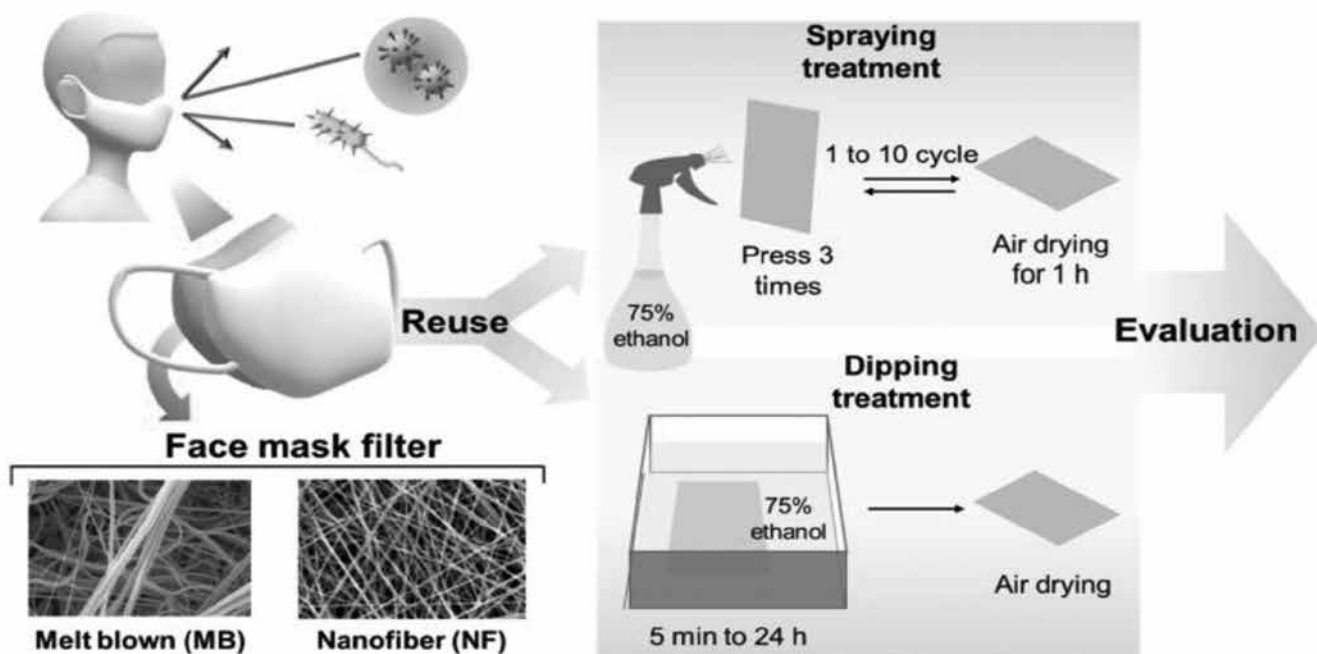 Spraying
treatment
1 to 10 cycle
Press 3
times
Air drying
for 1 h
75%
ethanol
Reuse
Evaluation
Dipping
treatment
75%
ethanol
Air drying
5 min to 24 h
Face mask filter
Melt blown (MB)
Nanofiber (NF)